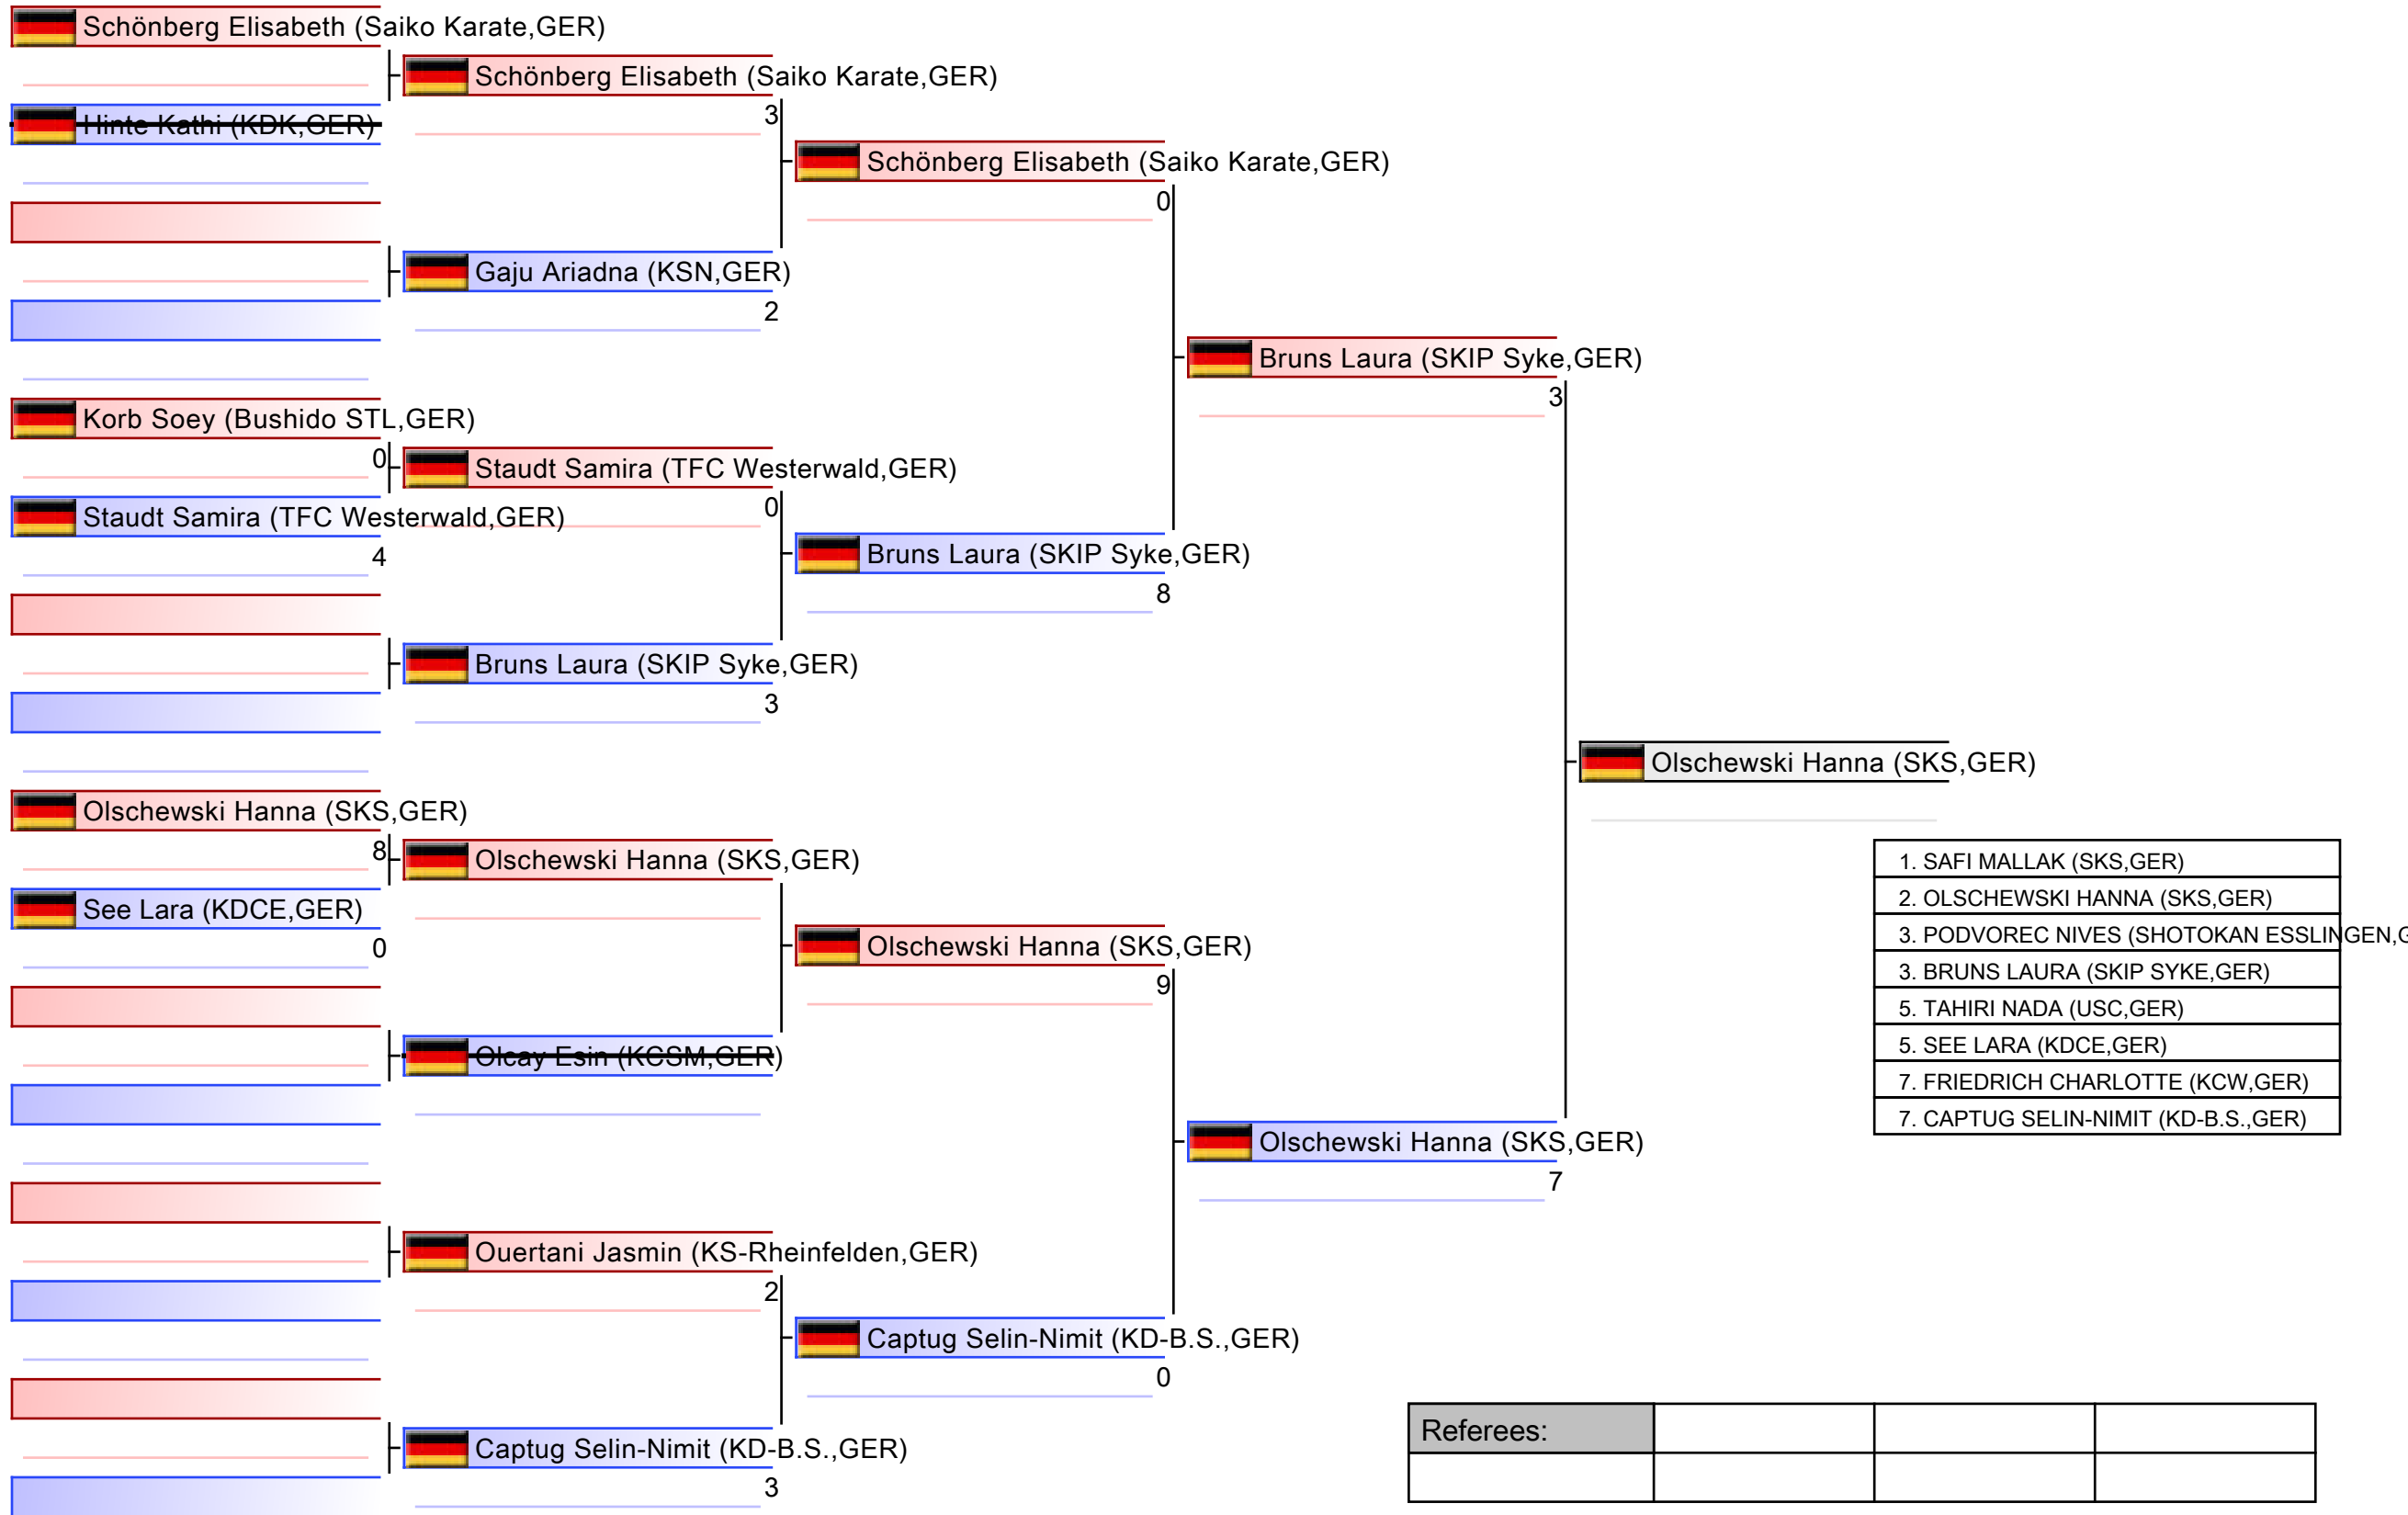 Schönberg Elisabeth (Saiko Karate,GER)
Hinte Kathi (KDK,GER)
Korb Soey (Bushido STL,GER)
0
Staudt Samira (TFC Westerwald,GER)
4
Olschewski Hanna (SKS,GER)
8
See Lara (KDCE,GER)
0
Schönberg Elisabeth (Saiko Karate,GER)
3
Gaju Ariadna (KSN,GER)
2
Staudt Samira (TFC Westerwald,GER)
0
Bruns Laura (SKIP Syke,GER)
3
Olschewski Hanna (SKS,GER)
Olcay Esin (KCSM,GER)
Ouertani Jasmin (KS-Rheinfelden,GER)
2
Captug Selin-Nimit (KD-B.S.,GER)
3
Schönberg Elisabeth (Saiko Karate,GER)
0
Bruns Laura (SKIP Syke,GER)
8
Olschewski Hanna (SKS,GER)
9
Captug Selin-Nimit (KD-B.S.,GER)
0
Bruns Laura (SKIP Syke,GER)
3
Olschewski Hanna (SKS,GER)
7
Olschewski Hanna (SKS,GER)
1. SAFI MALLAK (SKS,GER)
2. OLSCHEWSKI HANNA (SKS,GER)
3. PODVOREC NIVES (SHOTOKAN ESSLINGEN,G
3. BRUNS LAURA (SKIP SYKE,GER)
5. TAHIRI NADA (USC,GER)
5. SEE LARA (KDCE,GER)
7. FRIEDRICH CHARLOTTE (KCW,GER)
7. CAPTUG SELIN-NIMIT (KD-B.S.,GER)
Referees: